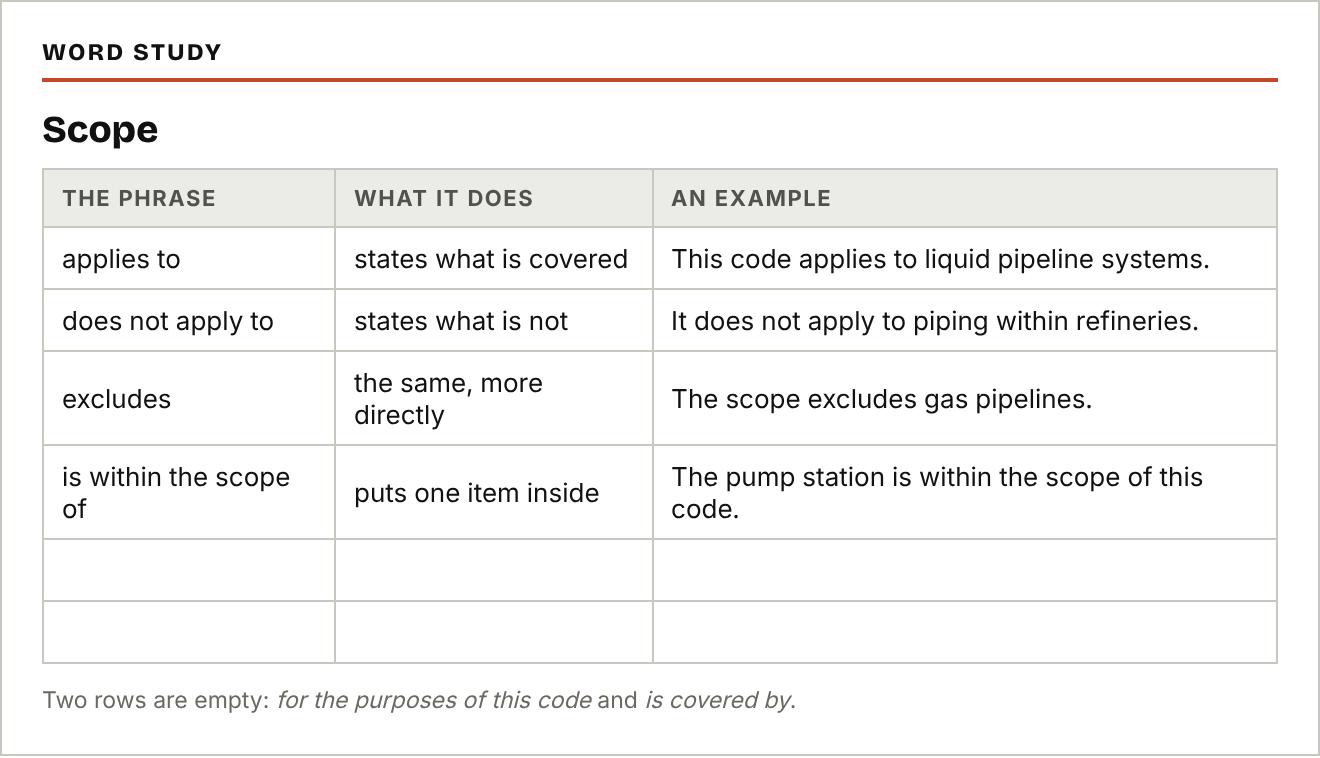 WORD STUDY
Scope
THE PHRASE WHAT IT DOES AN EXAMPLE
applies to states what is covered This code applies to liquid pipeline systems.
does not apply to states what is not It does not apply to piping within refineries.
excludes the same, more
directly The scope excludes gas pipelines.
is within the scope
of puts one item inside The pump station is within the scope of this
code.
Two rows are empty: for the purposes of this code and is covered by.